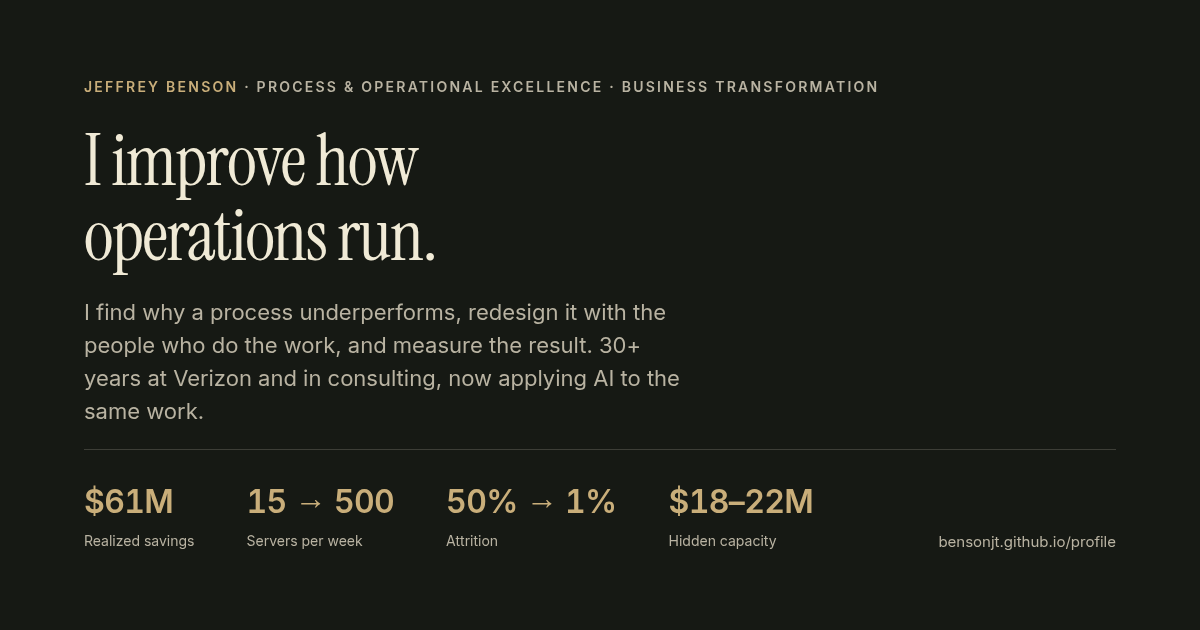 JEFFREY BENSON · PROCESS & OPERATIONAL EXCELLENCE · BUSINESS TRANSFORMATION
I improve how
operations run.
I find why a process underperforms, redesign it with the
people who do the work, and measure the result. 30+
years at Verizon and in consulting, now applying AI to the
same work.
$61M
Realized savings
15 → 500
Servers per week
50% → 1%
Attrition
$18–22M
Hidden capacity
bensonjt.github.io/profile